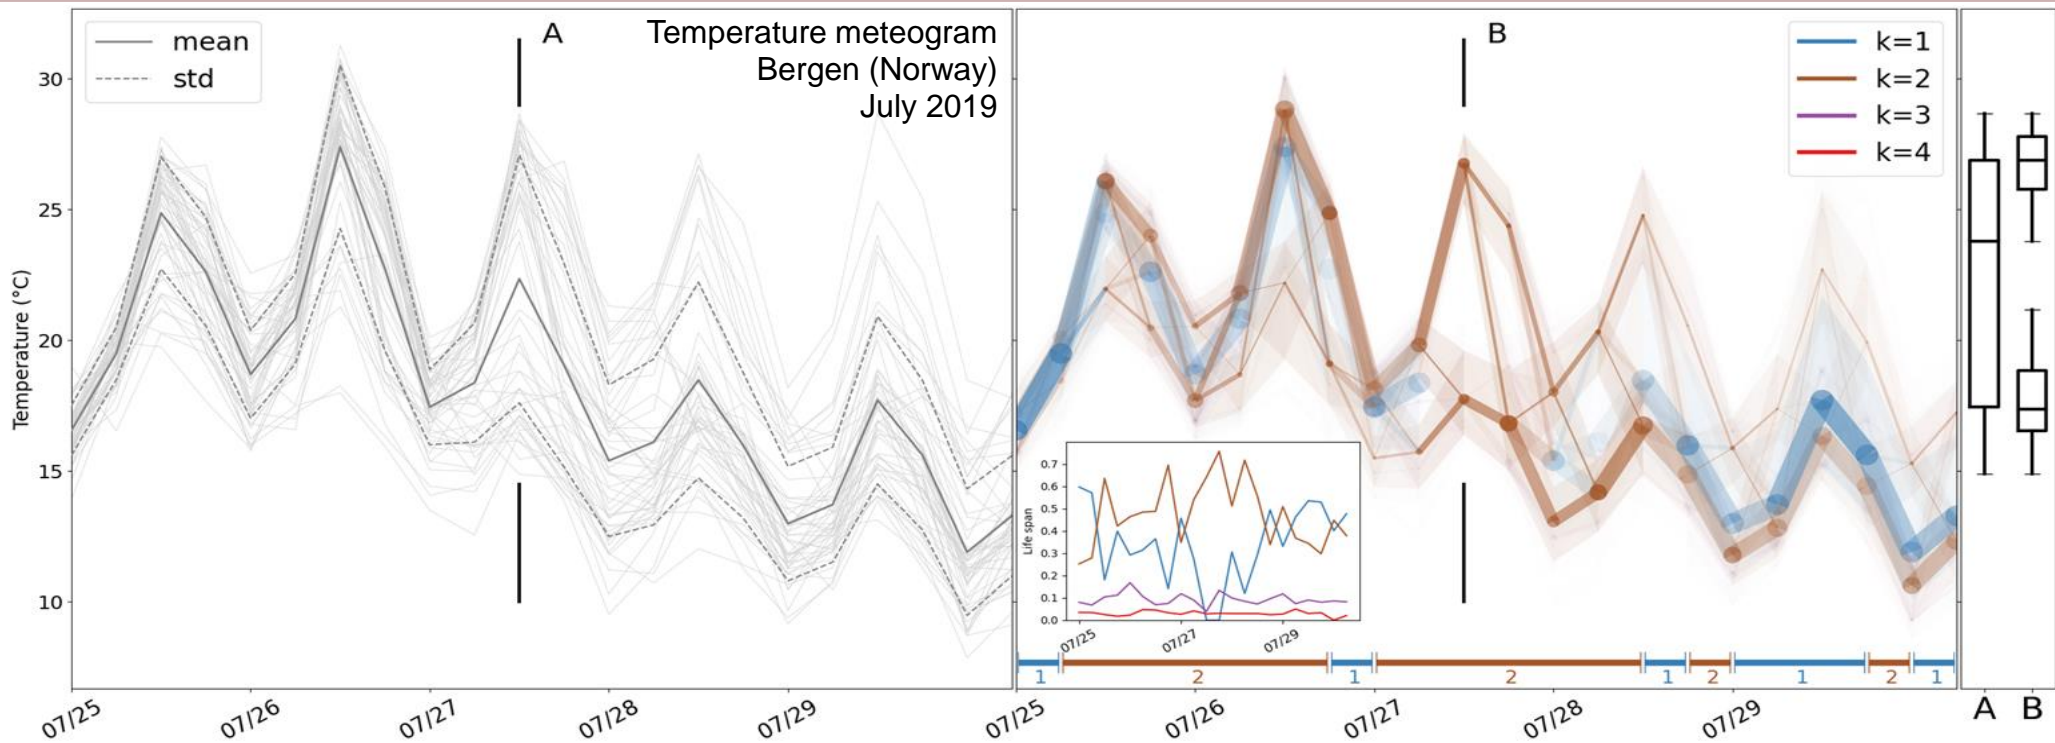 mean
std
A
Temperature meteogram
Bergen (Norway)
July 2019
B
k=1
k=2
k=3
k=4
Temperature (°C)
30
25
20
15
10
07/25
07/26
07/27
07/28
07/29
Life span
0.7
0.6
0.5
0.4
0.3
0.2
0.1
0.0
07/25
07/27
07/29
1
2
1
2
1
2
1
2
1
07/25
07/26
07/27
07/28
07/29
A
B